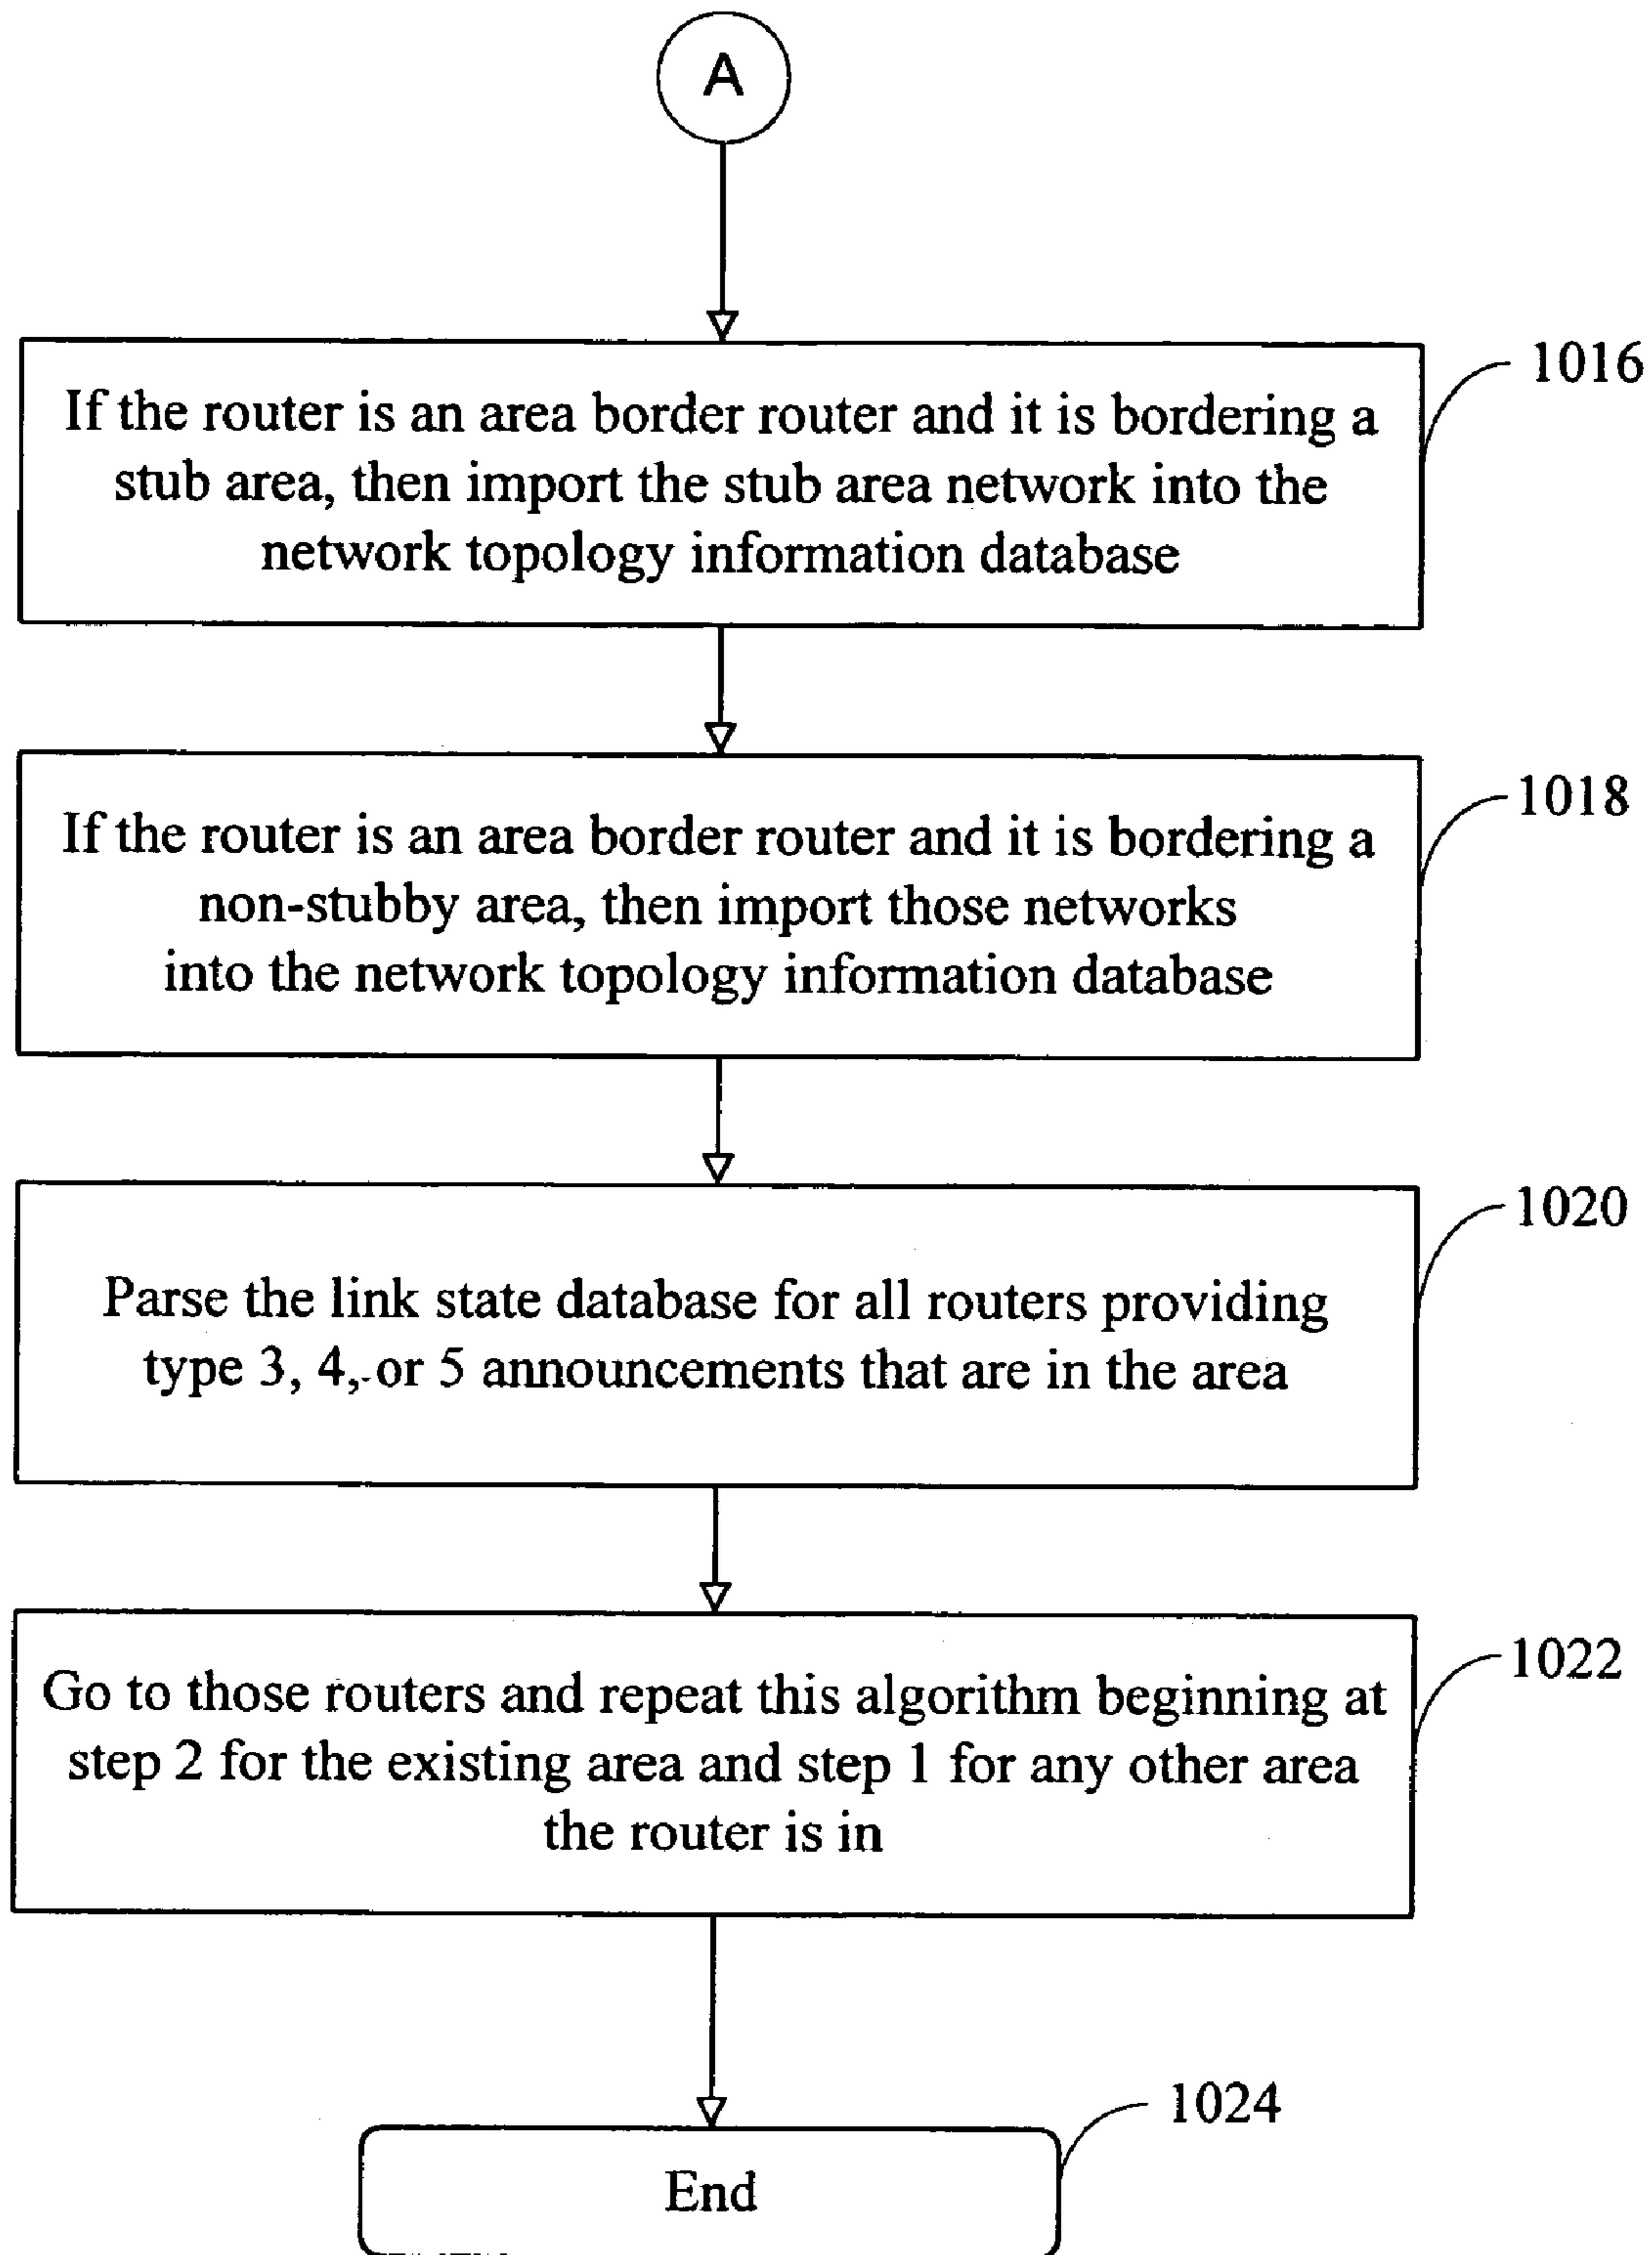 A
If the router is an area border router and it is bordering a
stub area, then import the stub area network into the
network topology information database
1016
If the router is an area border router and it is bordering a
non-stubby area, then import those networks
into the network topology information database
1018
Parse the link state database for all routers providing
type 3, 4, or 5 announcements that are in the area
1020
Go to those routers and repeat this algorithm beginning at
step 2 for the existing area and step 1 for any other area
the router is in
1022
End
1024